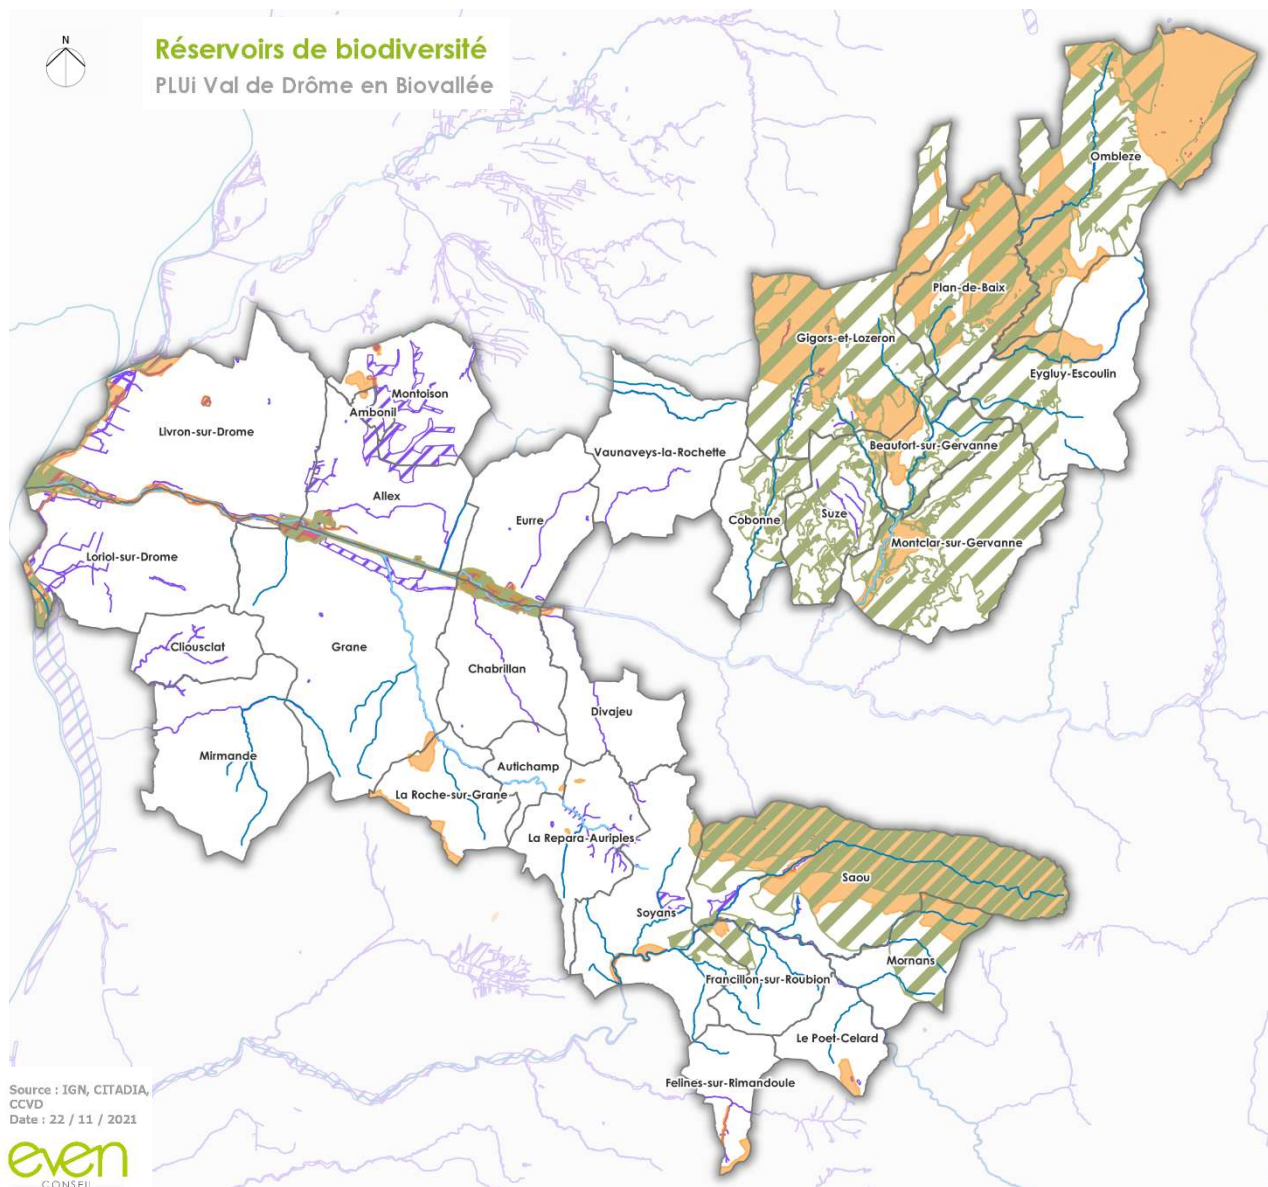 N
Réservoirs de biodiversité
PLUi Val de Drôme en Biovallée
Ombleze
Plan-de-Baix
Gigors-et-Lozeron
Eygluy-Escoulin
Montoison
Ambonil
Livron-sur-Drome
Beaufort-sur-Gervanne
Vaunaveys-la-Rochette
Allex
Suze
Cobonne
Eurre
Montclar-sur-Gervanne
Loriol-sur-Drome
Cliousclat
Grane
Chabrillan
Divajeu
Mirmande
Autichamp
La Roche-sur-Grane
La Repara-Auriples
Saou
Soyans
Mornans
Francillon-sur-Roubion
Le Poet-Celard
Felines-sur-Rimandoule
Source : IGN, CITADIA,
CCVD
Date : 22 / 11 / 2021
even
CONSEIL